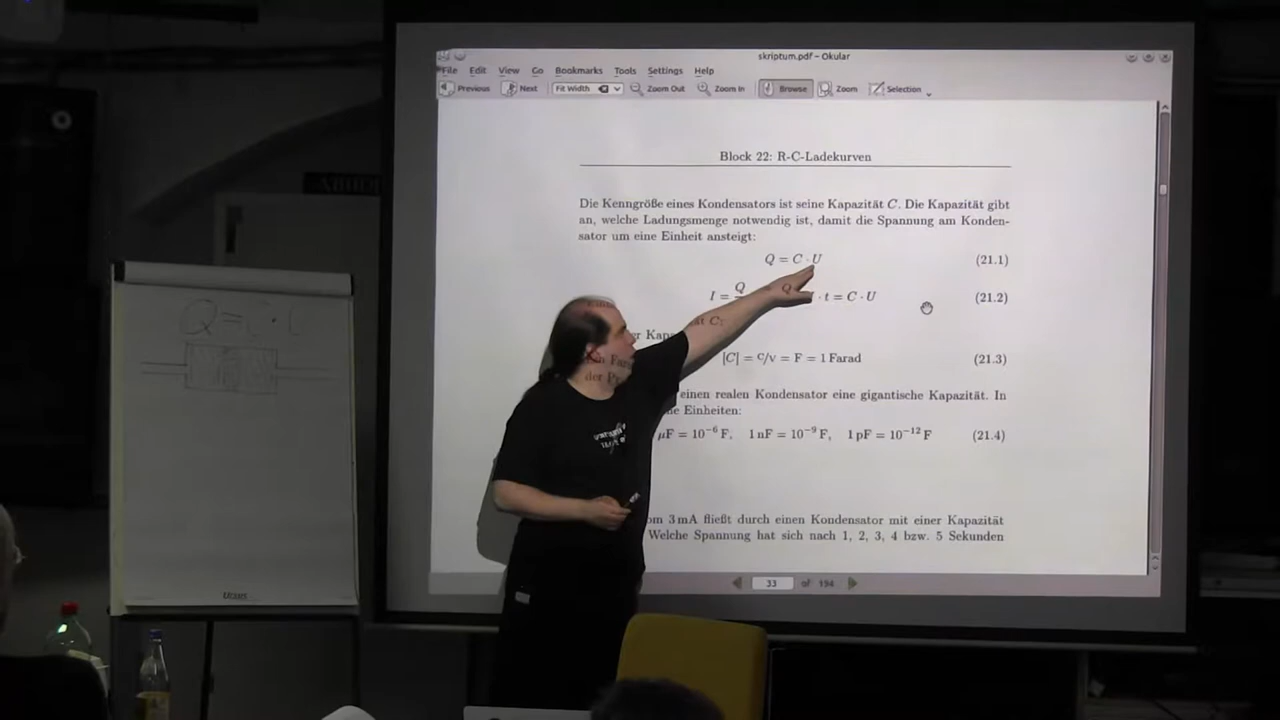 skriptum.pdf – Okular
File Edit View Go Bookmarks Tools Settings Help
Previous Next Fit Width Zoom Out Zoom In Browse Zoom Selection
Block 22: R-C-Ladekurven
Die Kenngröße eines Kondensators ist seine Kapazität C. Die Kapazität gibt
an, welche Ladungsmenge notwendig ist, damit die Spannung am Konden-
sator um eine Einheit ansteigt:
Q = C · U (21.1)
I = Q Q · t = C · U (21.2)
C:
[C] = C/V = F = 1 Farad (21.3)
einen realen Kondensator eine gigantische Kapazität. In
Einheiten:
μF = 10⁻⁶ F, 1 nF = 10⁻⁹ F, 1 pF = 10⁻¹² F (21.4)
3 mA fließt durch einen Kondensator mit einer Kapazität
Welche Spannung hat sich nach 1, 2, 3, 4 bzw. 5 Sekunden
33 of 194
Q = C ·